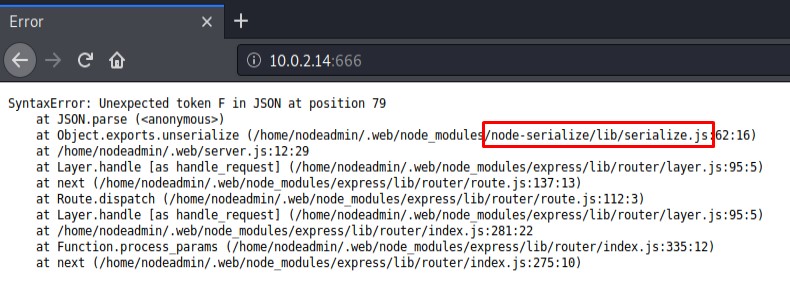 Error
10.0.2.14:666
SyntaxError: Unexpected token F in JSON at position 79
at JSON.parse (<anonymous>)
at Object.exports.unserialize (/home/nodeadmin/.web/node_modules/node-serialize/lib/serialize.js:62:16)
at /home/nodeadmin/.web/server.js:12:29
at Layer.handle [as handle_request] (/home/nodeadmin/.web/node_modules/express/lib/router/layer.js:95:5)
at next (/home/nodeadmin/.web/node_modules/express/lib/router/route.js:137:13)
at Route.dispatch (/home/nodeadmin/.web/node_modules/express/lib/router/route.js:112:3)
at Layer.handle [as handle_request] (/home/nodeadmin/.web/node_modules/express/lib/router/layer.js:95:5)
at /home/nodeadmin/.web/node_modules/express/lib/router/index.js:281:22
at Function.process_params (/home/nodeadmin/.web/node_modules/express/lib/router/index.js:335:12)
at next (/home/nodeadmin/.web/node_modules/express/lib/router/index.js:275:10)